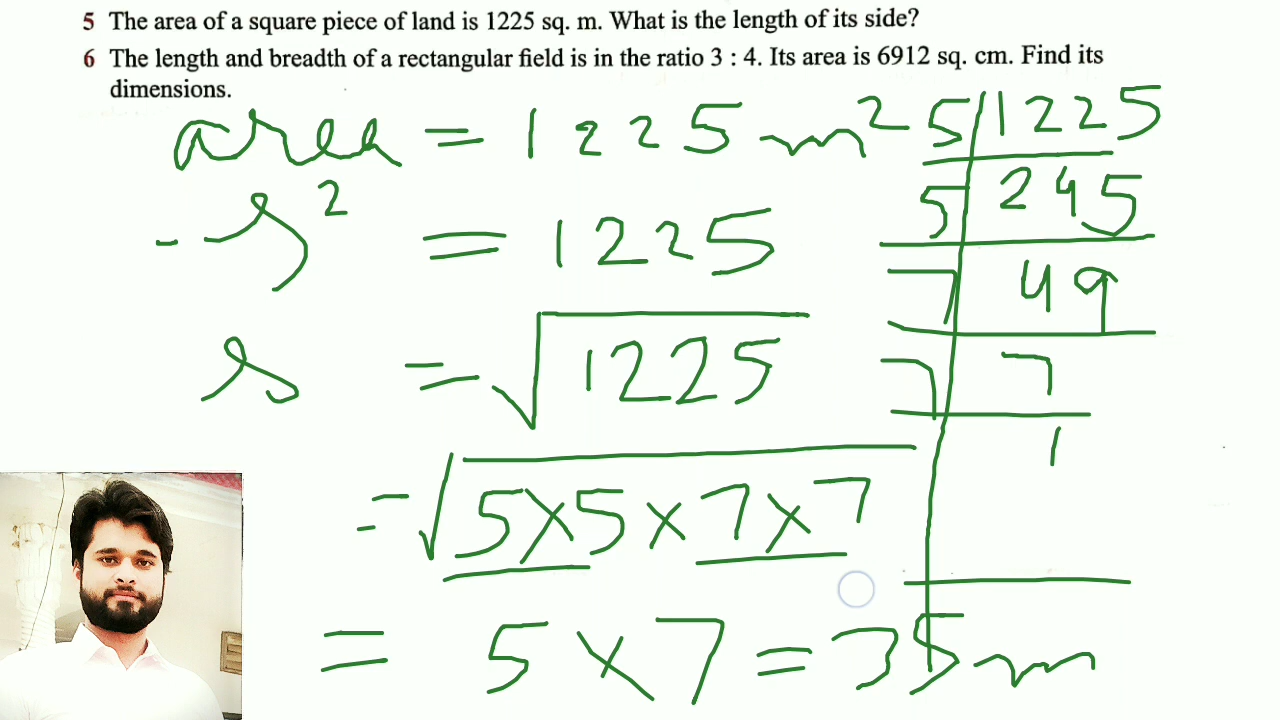 5 The area of a square piece of land is 1225 sq. m. What is the length of its side?
6 The length and breadth of a rectangular field is in the ratio 3 : 4. Its area is 6912 sq. cm. Find its
dimensions.
area = 1225 m²
- s² = 1225
s = √1225
= √5×5×7×7
= 5×7 = 35m
5 | 1225
5 | 245
7 | 49
7 | 7
1